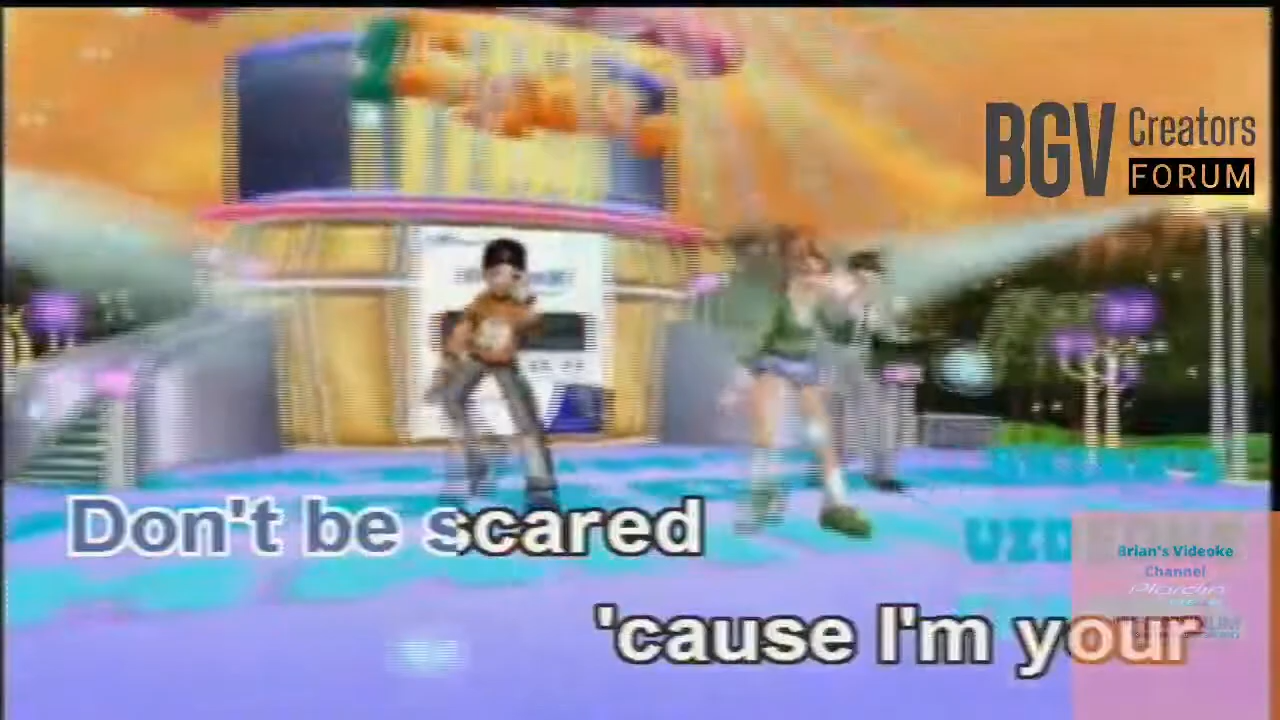 BGV Creators
FORUM
Don't be scared
Brian's Videoke
Channel
'cause I'm your